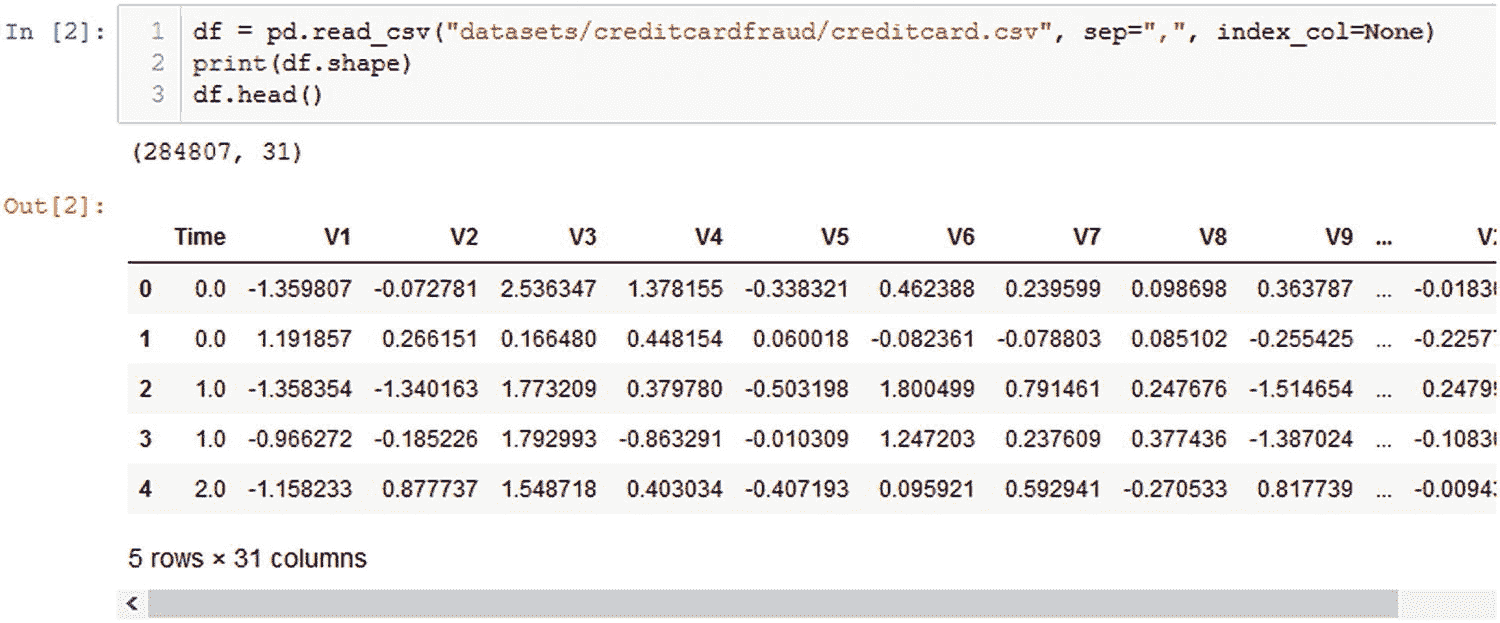 In [2]:
1 df = pd.read_csv("datasets/creditcardfraud/creditcard.csv", sep=",", index_col=None)
2 print(df.shape)
3 df.head()
(284807, 31)
Out[2]:
Time V1 V2 V3 V4 V5 V6 V7 V8 V9 ...
0 0.0 -1.359807 -0.072781 2.536347 1.378155 -0.338321 0.462388 0.239599 0.098698 0.363787 ... -0.0183
1 0.0 1.191857 0.266151 0.166480 0.448154 0.060018 -0.082361 -0.078803 0.085102 -0.255425 ... -0.2257
2 1.0 -1.358354 -1.340163 1.773209 0.379780 -0.503198 1.800499 0.791461 0.247676 -1.514654 ... 0.2479
3 1.0 -0.966272 -0.185226 1.792993 -0.863291 -0.010309 1.247203 0.237609 0.377436 -1.387024 ... -0.1083
4 2.0 -1.158233 0.877737 1.548718 0.403034 -0.407193 0.095921 0.592941 -0.270533 0.817739 ... -0.0094
5 rows × 31 columns